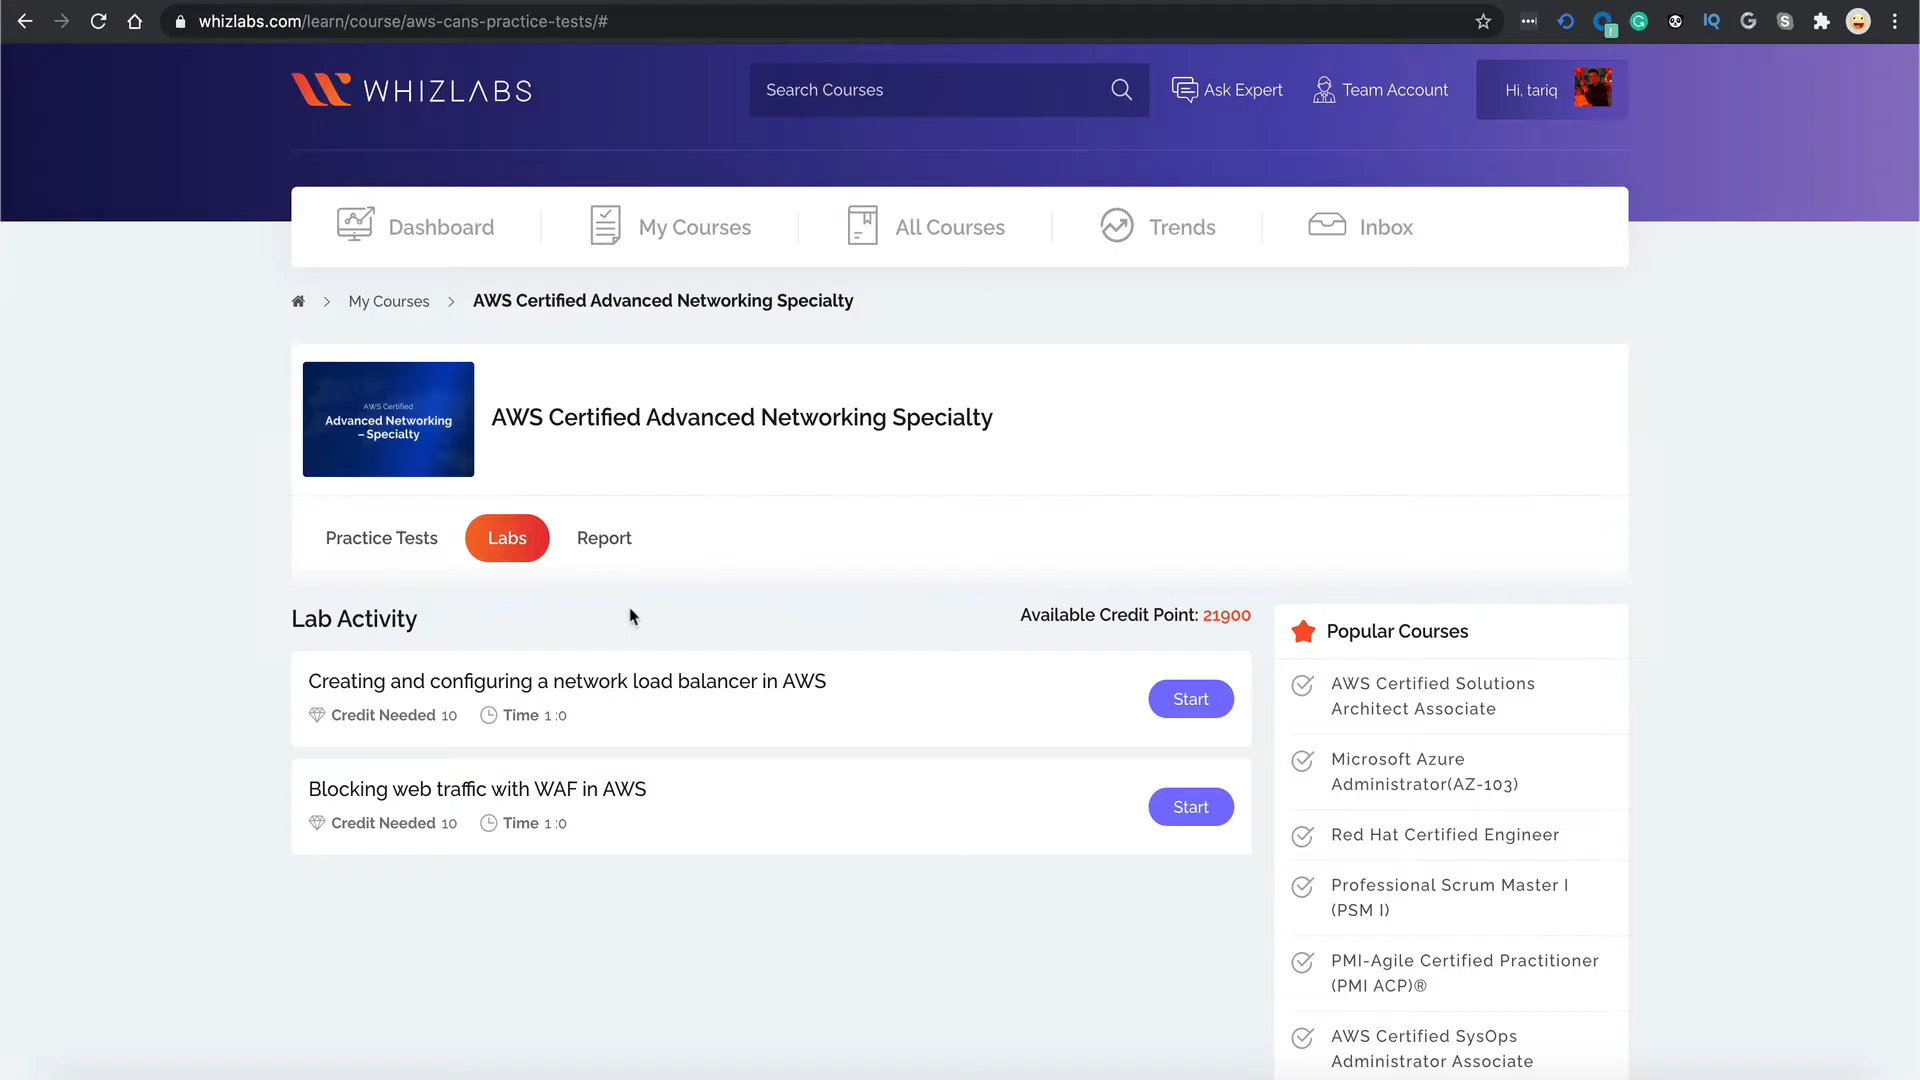 whizlabs.com/learn/course/aws-cans-practice-tests/#
WHIZLABS
Search Courses
Ask Expert
Team Account
Hi, tariq
Dashboard
My Courses
All Courses
Trends
Inbox
My Courses
AWS Certified Advanced Networking Specialty
AWS Certified
Advanced Networking
– Specialty
AWS Certified Advanced Networking Specialty
Practice Tests
Labs
Report
Lab Activity
Available Credit Point: 21900
Creating and configuring a network load balancer in AWS
Credit Needed 10
Time 1 :0
Start
Blocking web traffic with WAF in AWS
Credit Needed 10
Time 1 :0
Start
Popular Courses
AWS Certified Solutions
Architect Associate
Microsoft Azure
Administrator(AZ-103)
Red Hat Certified Engineer
Professional Scrum Master I
(PSM I)
PMI-Agile Certified Practitioner
(PMI ACP)®
AWS Certified SysOps
Administrator Associate